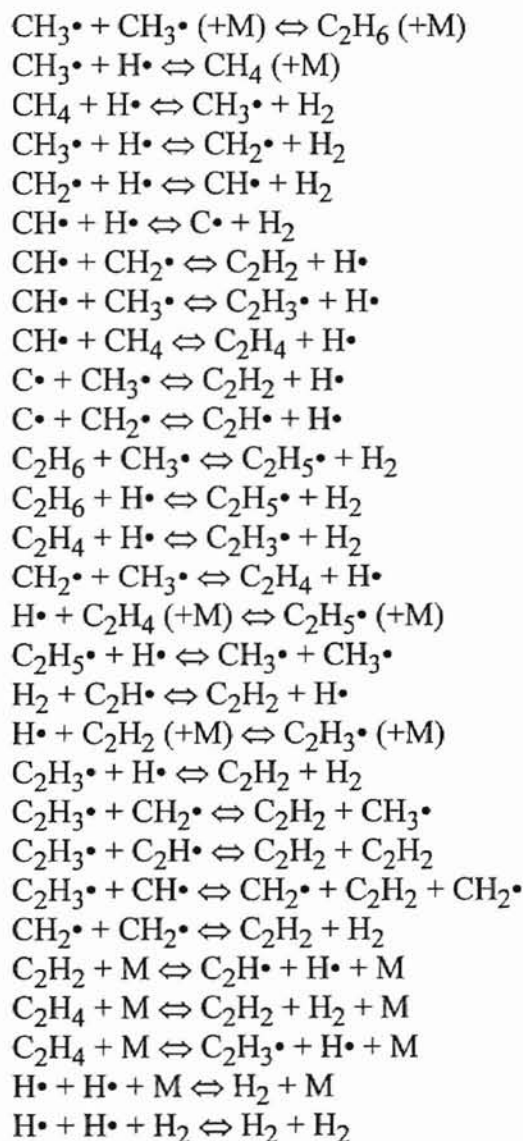 CH₃• + CH₃• (+M) ⇔ C₂H₆ (+M)
CH₃• + H• ⇔ CH₄ (+M)
CH₄ + H• ⇔ CH₃• + H₂
CH₃• + H• ⇔ CH₂• + H₂
CH₂• + H• ⇔ CH• + H₂
CH• + H• ⇔ C• + H₂
CH• + CH₂• ⇔ C₂H₂ + H•
CH• + CH₃• ⇔ C₂H₃• + H•
CH• + CH₄ ⇔ C₂H₄ + H•
C• + CH₃• ⇔ C₂H₂ + H•
C• + CH₂• ⇔ C₂H• + H•
C₂H₆ + CH₃• ⇔ C₂H₅• + H₂
C₂H₆ + H• ⇔ C₂H₅• + H₂
C₂H₄ + H• ⇔ C₂H₃• + H₂
CH₂• + CH₃• ⇔ C₂H₄ + H•
H• + C₂H₄ (+M) ⇔ C₂H₅• (+M)
C₂H₅• + H• ⇔ CH₃• + CH₃•
H₂ + C₂H• ⇔ C₂H₂ + H•
H• + C₂H₂ (+M) ⇔ C₂H₃• (+M)
C₂H₃• + H• ⇔ C₂H₂ + H₂
C₂H₃• + CH₂• ⇔ C₂H₂ + CH₃•
C₂H₃• + C₂H• ⇔ C₂H₂ + C₂H₂
C₂H₃• + CH• ⇔ CH₂• + C₂H₂ + CH₂•
CH₂• + CH₂• ⇔ C₂H₂ + H₂
C₂H₂ + M ⇔ C₂H• + H• + M
C₂H₄ + M ⇔ C₂H₂ + H₂ + M
C₂H₄ + M ⇔ C₂H₃• + H• + M
H• + H• + M ⇔ H₂ + M
H• + H• + H₂ ⇔ H₂ + H₂